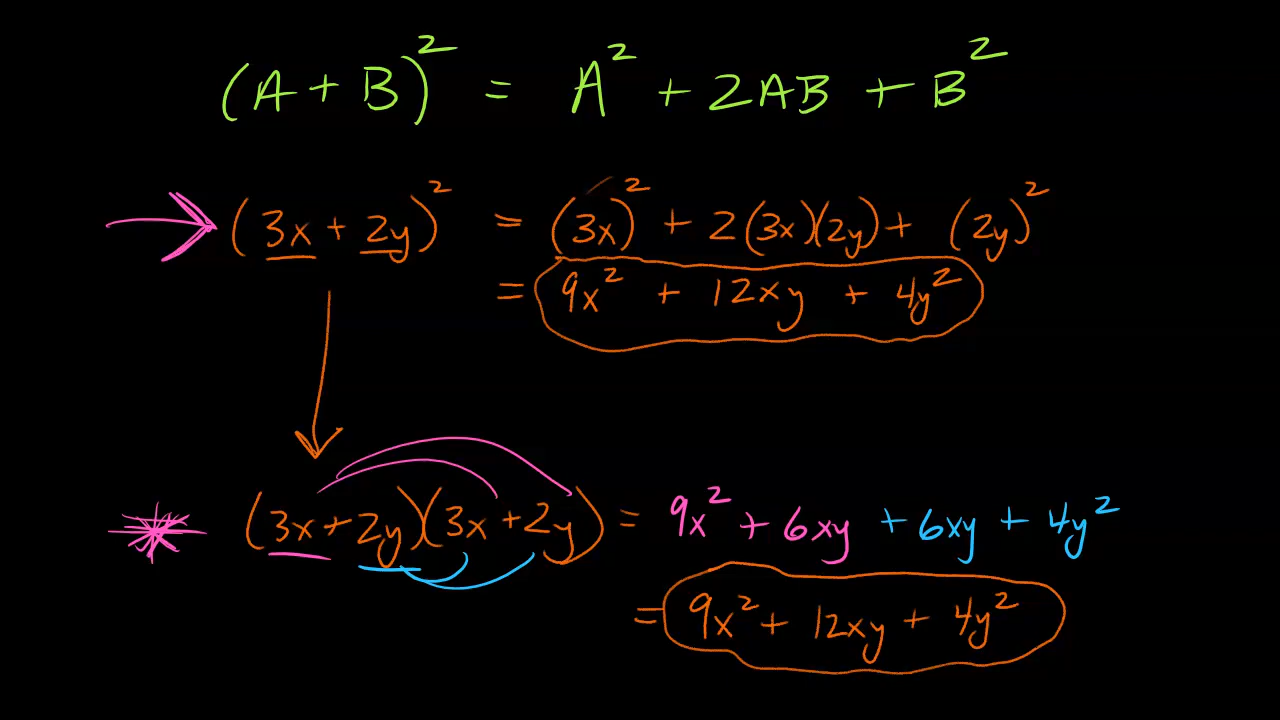 (A + B)² = A² + 2AB + B²
(3x + 2y)² = (3x)² + 2(3x)(2y) + (2y)²
= 9x² + 12xy + 4y²
(3x + 2y)(3x + 2y) = 9x² + 6xy + 6xy + 4y²
= 9x² + 12xy + 4y²